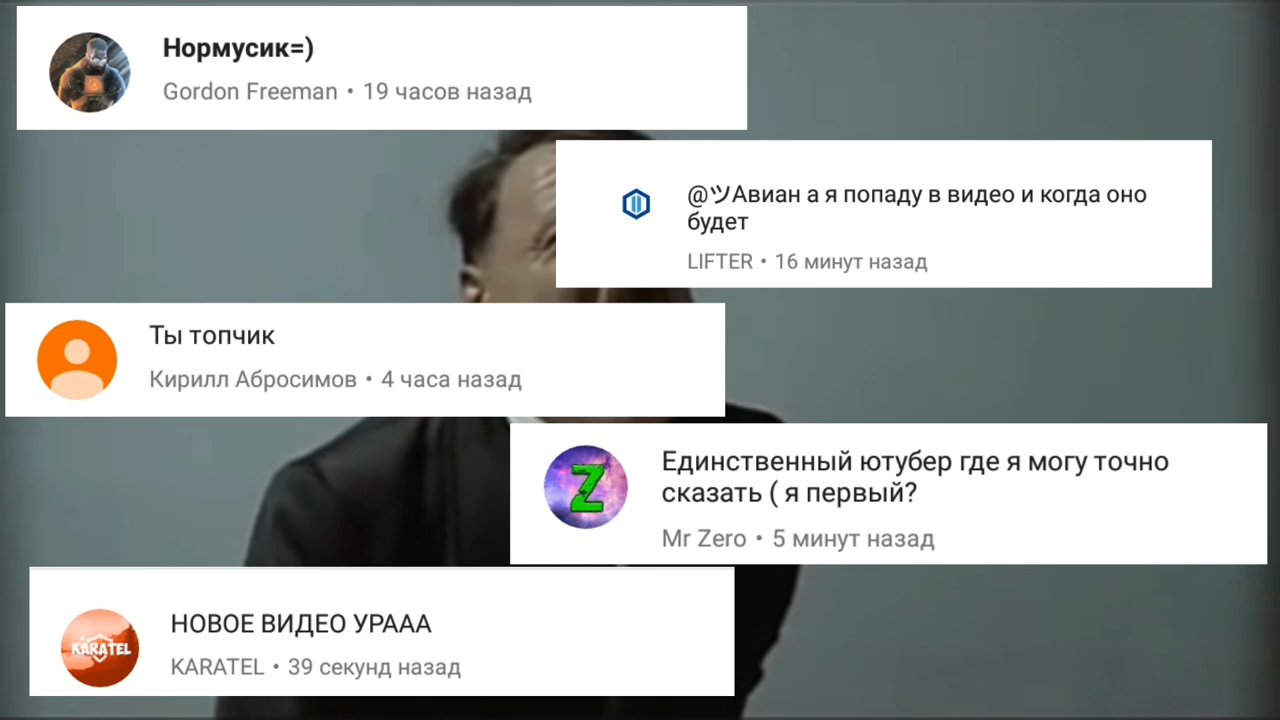 Нормусик=)
Gordon Freeman • 19 часов назад
@ツАвиан а я попаду в видео и когда оно
будет
LIFTER • 16 минут назад
Ты топчик
Кирилл Абросимов • 4 часа назад
Единственный ютубер где я могу точно
сказать ( я первый?
Mr Zero • 5 минут назад
Z
НОВОЕ ВИДЕО УРААА
KARATEL • 39 секунд назад
KARATEL